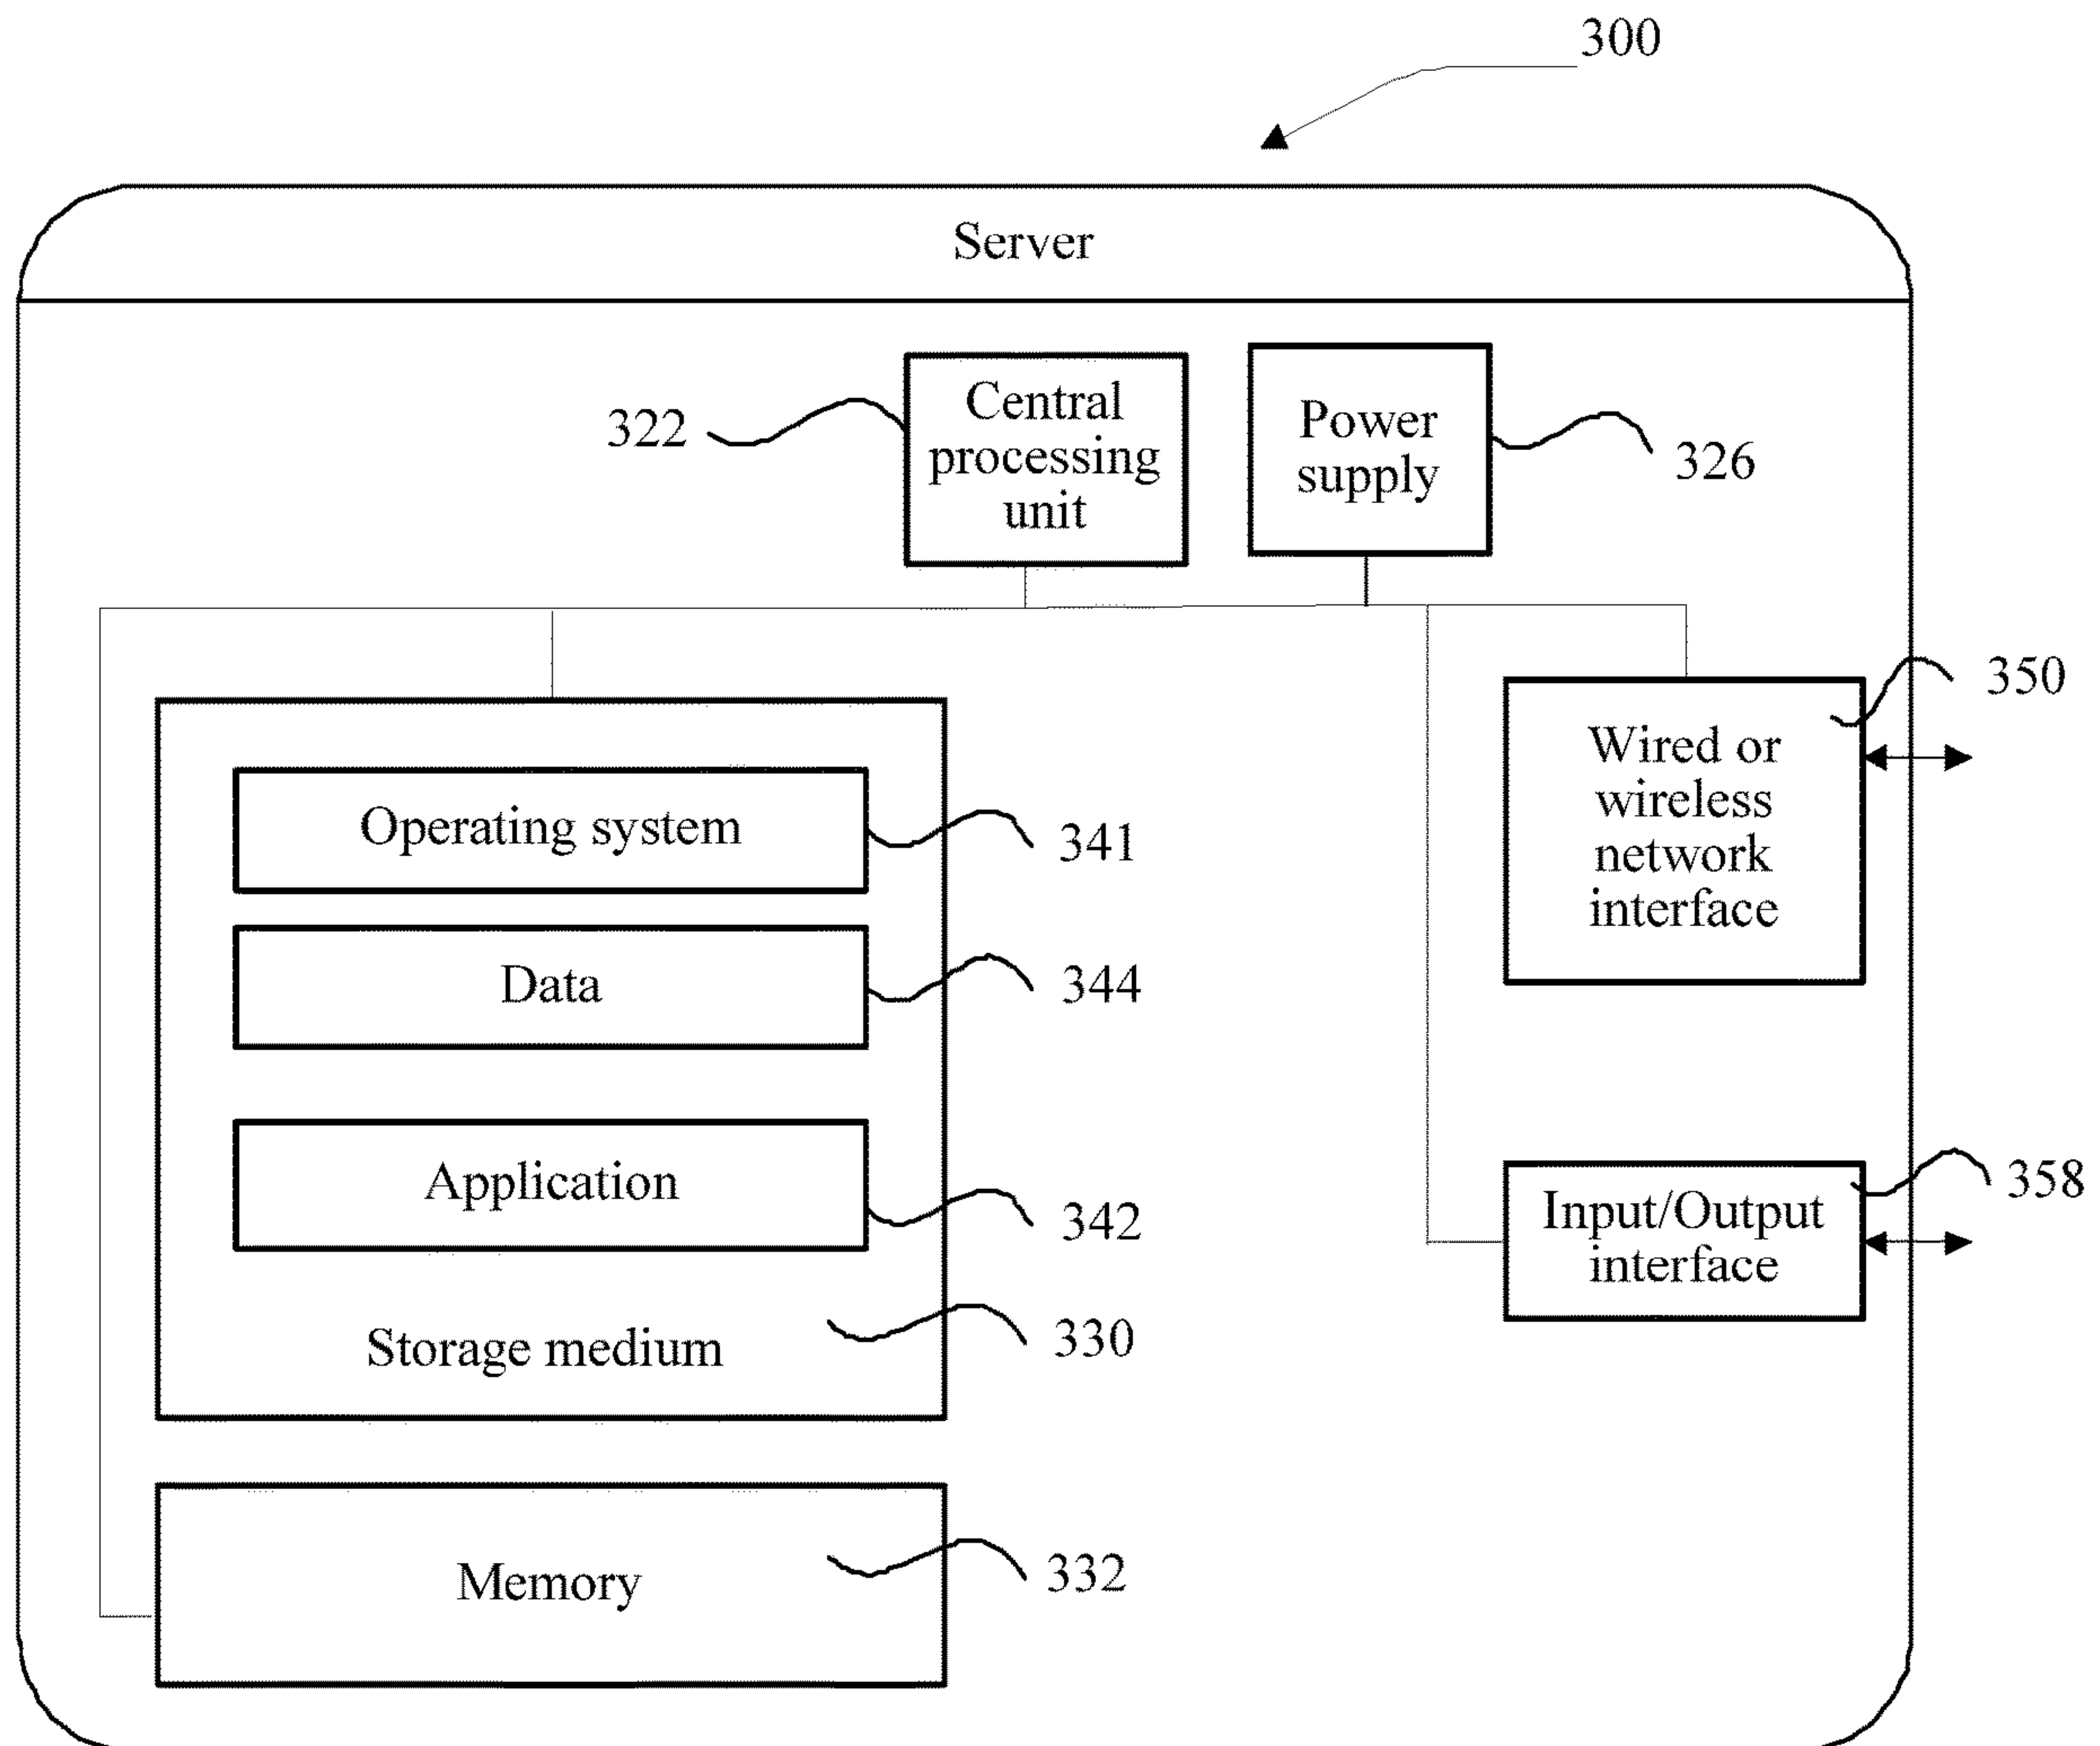 300
Server
322
Central
processing
unit
Power
supply
326
350
Wired or
wireless
network
interface
Operating system
341
Data
344
Application
342
358
Input/Output
interface
Storage medium
330
Memory
332